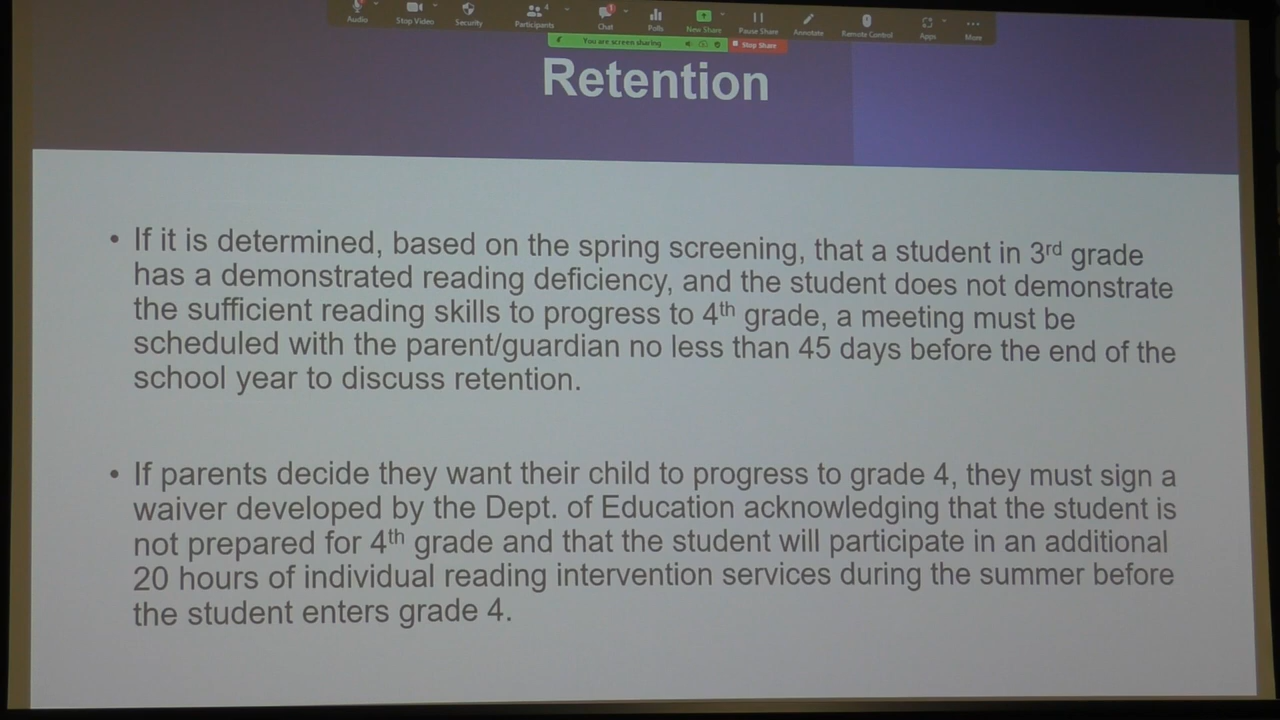 Audio
Stop Video
Security
Participants
4
Chat
1
Polls
New Share
Pause Share
Annotate
Remote Control
Apps
More
You are screen sharing
Stop Share
Retention
• If it is determined, based on the spring screening, that a student in 3rd grade
has a demonstrated reading deficiency, and the student does not demonstrate
the sufficient reading skills to progress to 4th grade, a meeting must be
scheduled with the parent/guardian no less than 45 days before the end of the
school year to discuss retention.
• If parents decide they want their child to progress to grade 4, they must sign a
waiver developed by the Dept. of Education acknowledging that the student is
not prepared for 4th grade and that the student will participate in an additional
20 hours of individual reading intervention services during the summer before
the student enters grade 4.